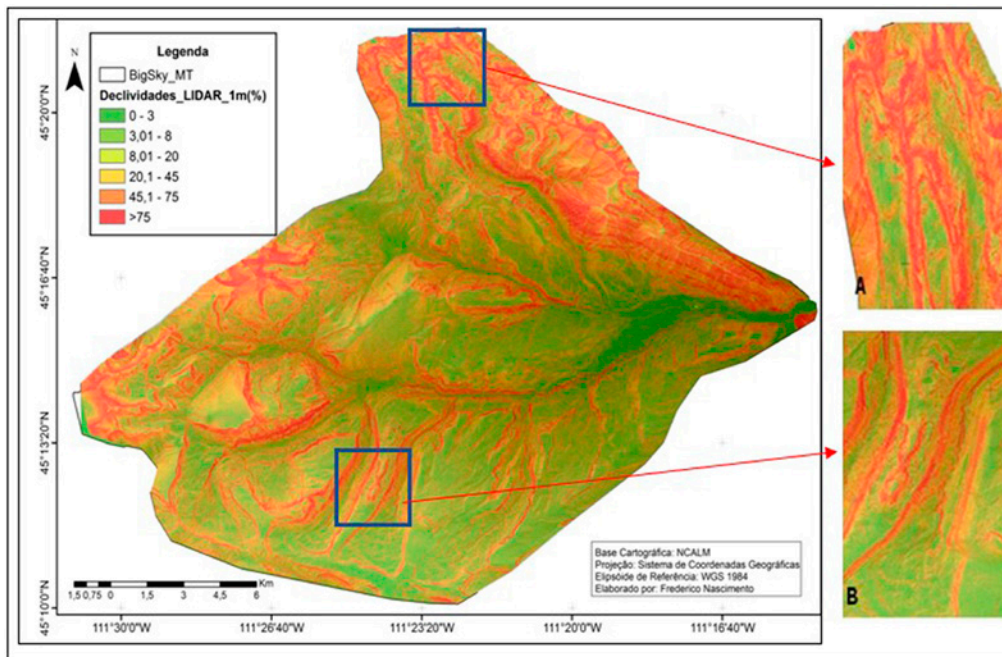 N
Legenda
BigSky_MT
Declividades_LIDAR_1m(%)
0 - 3
3,01 - 8
8,01 - 20
20,1 - 45
45,1 - 75
>75
45°20'0"N
45°16'40"N
45°13'20"N
45°10'0"N
1,5 0,75 0 1,5 3 4,5 6 Km
Base Cartográfica: NCALM
Projeção: Sistema de Coordenadas Geográficas
Elipsóide de Referência: WGS 1984
Elaborado por: Frederico Nascimento
111°30'0"W 111°26'40"W 111°23'20"W 111°20'0"W 111°16'40"W
A
B